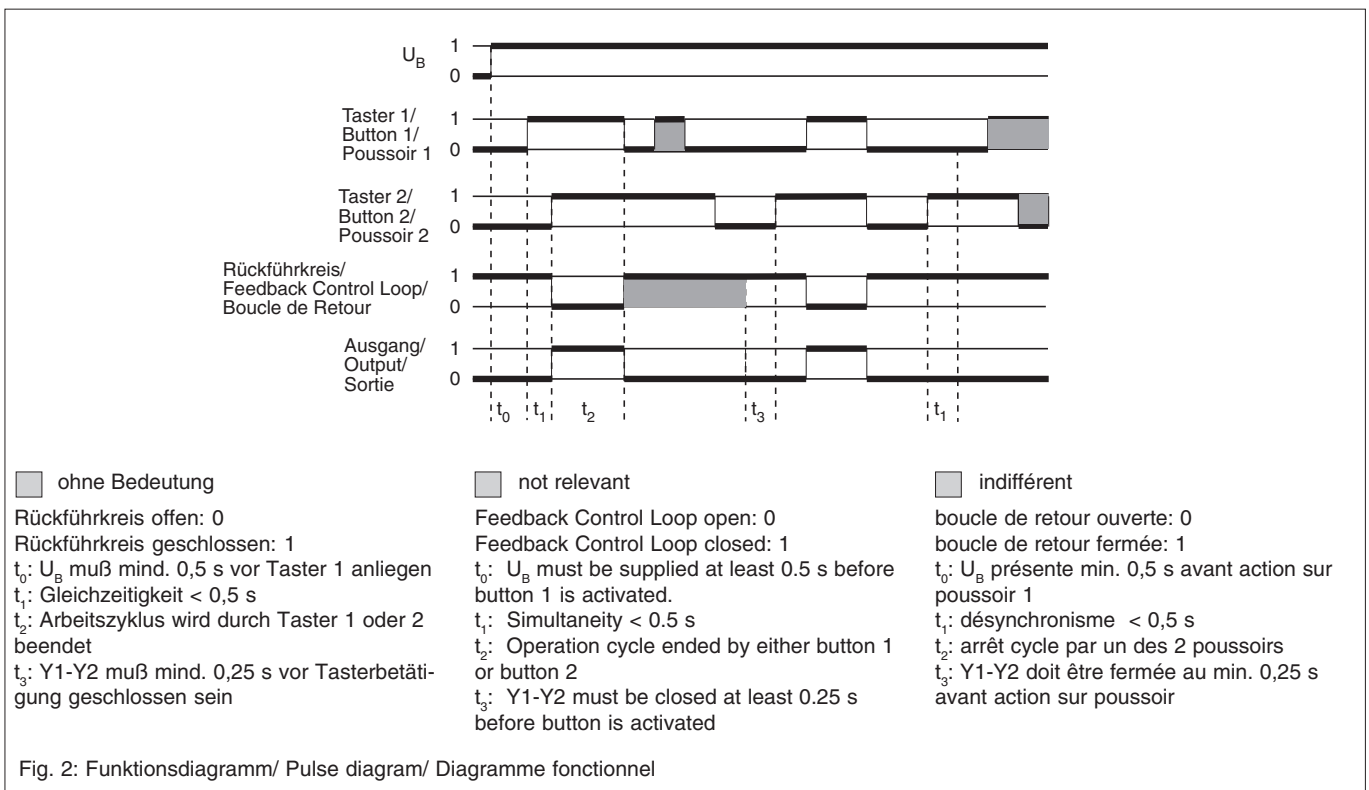 U_B
1
0
Taster 1/
Button 1/
Poussoir 1
1
0
Taster 2/
Button 2/
Poussoir 2
1
0
Rückführkreis/
Feedback Control Loop/
Boucle de Retour
1
0
Ausgang/
Output/
Sortie
1
0
t0 t1 t2 t3 t1
ohne Bedeutung
Rückführkreis offen: 0
Rückführkreis geschlossen: 1
t0: UB muß mind. 0,5 s vor Taster 1 anliegen
t1: Gleichzeitigkeit < 0,5 s
t2: Arbeitszyklus wird durch Taster 1 oder 2
beendet
t3: Y1-Y2 muß mind. 0,25 s vor Tasterbetäti-
gung geschlossen sein
not relevant
Feedback Control Loop open: 0
Feedback Control Loop closed: 1
t0: UB must be supplied at least 0.5 s before
button 1 is activated.
t1: Simultaneity < 0.5 s
t2: Operation cycle ended by either button 1
or button 2
t3: Y1-Y2 must be closed at least 0.25 s
before button is activated
indifférent
boucle de retour ouverte: 0
boucle de retour fermée: 1
t0: UB présente min. 0,5 s avant action sur
poussoir 1
t1: désynchronisme < 0,5 s
t2: arrêt cycle par un des 2 poussoirs
t3: Y1-Y2 doit être fermée au min. 0,25 s
avant action sur poussoir
Fig. 2: Funktionsdiagramm/ Pulse diagram/ Diagramme fonctionnel